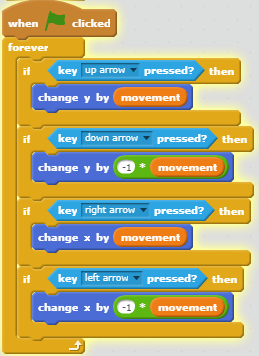 when clicked
forever
if key up arrow pressed? then
change y by movement
if key down arrow pressed? then
change y by -1 * movement
if key right arrow pressed? then
change x by movement
if key left arrow pressed? then
change x by -1 * movement